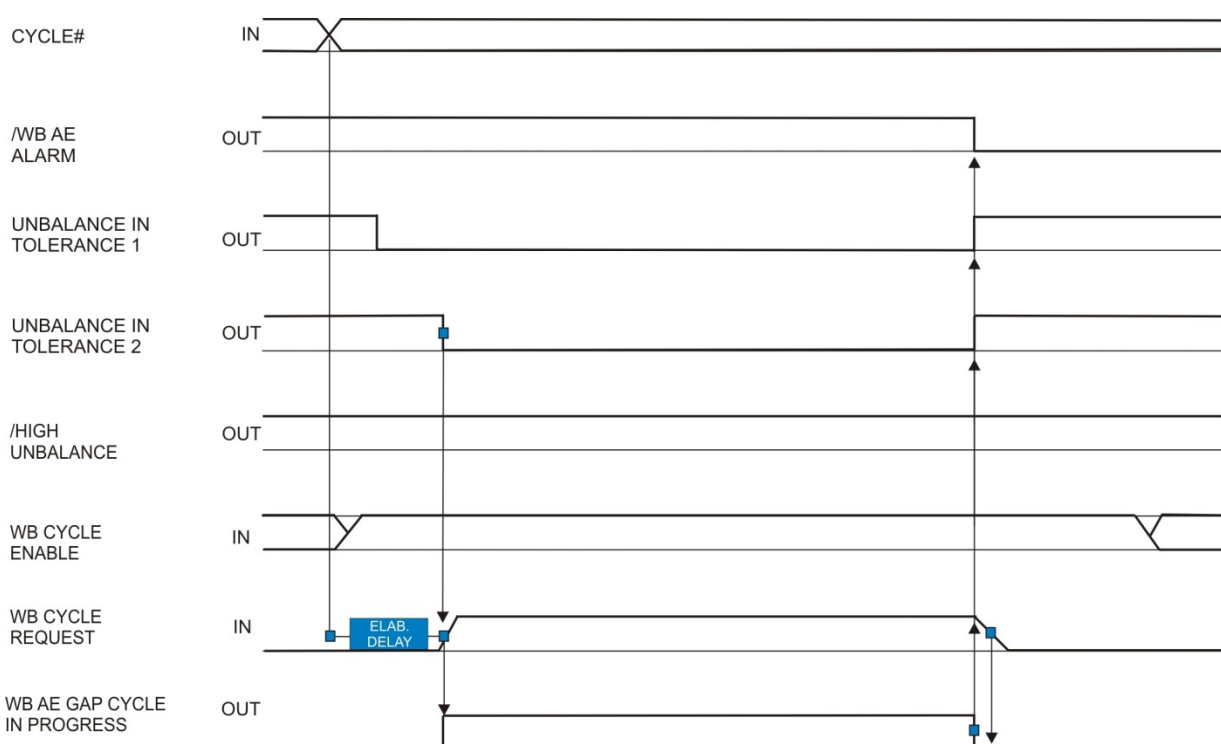 CYCLE# IN
/WB AE
ALARM
OUT
UNBALANCE IN
TOLERANCE 1
OUT
UNBALANCE IN
TOLERANCE 2
OUT
/HIGH
UNBALANCE
OUT
WB CYCLE
ENABLE
IN
WB CYCLE
REQUEST
IN
ELAB.
DELAY
WB AE GAP CYCLE
IN PROGRESS
OUT